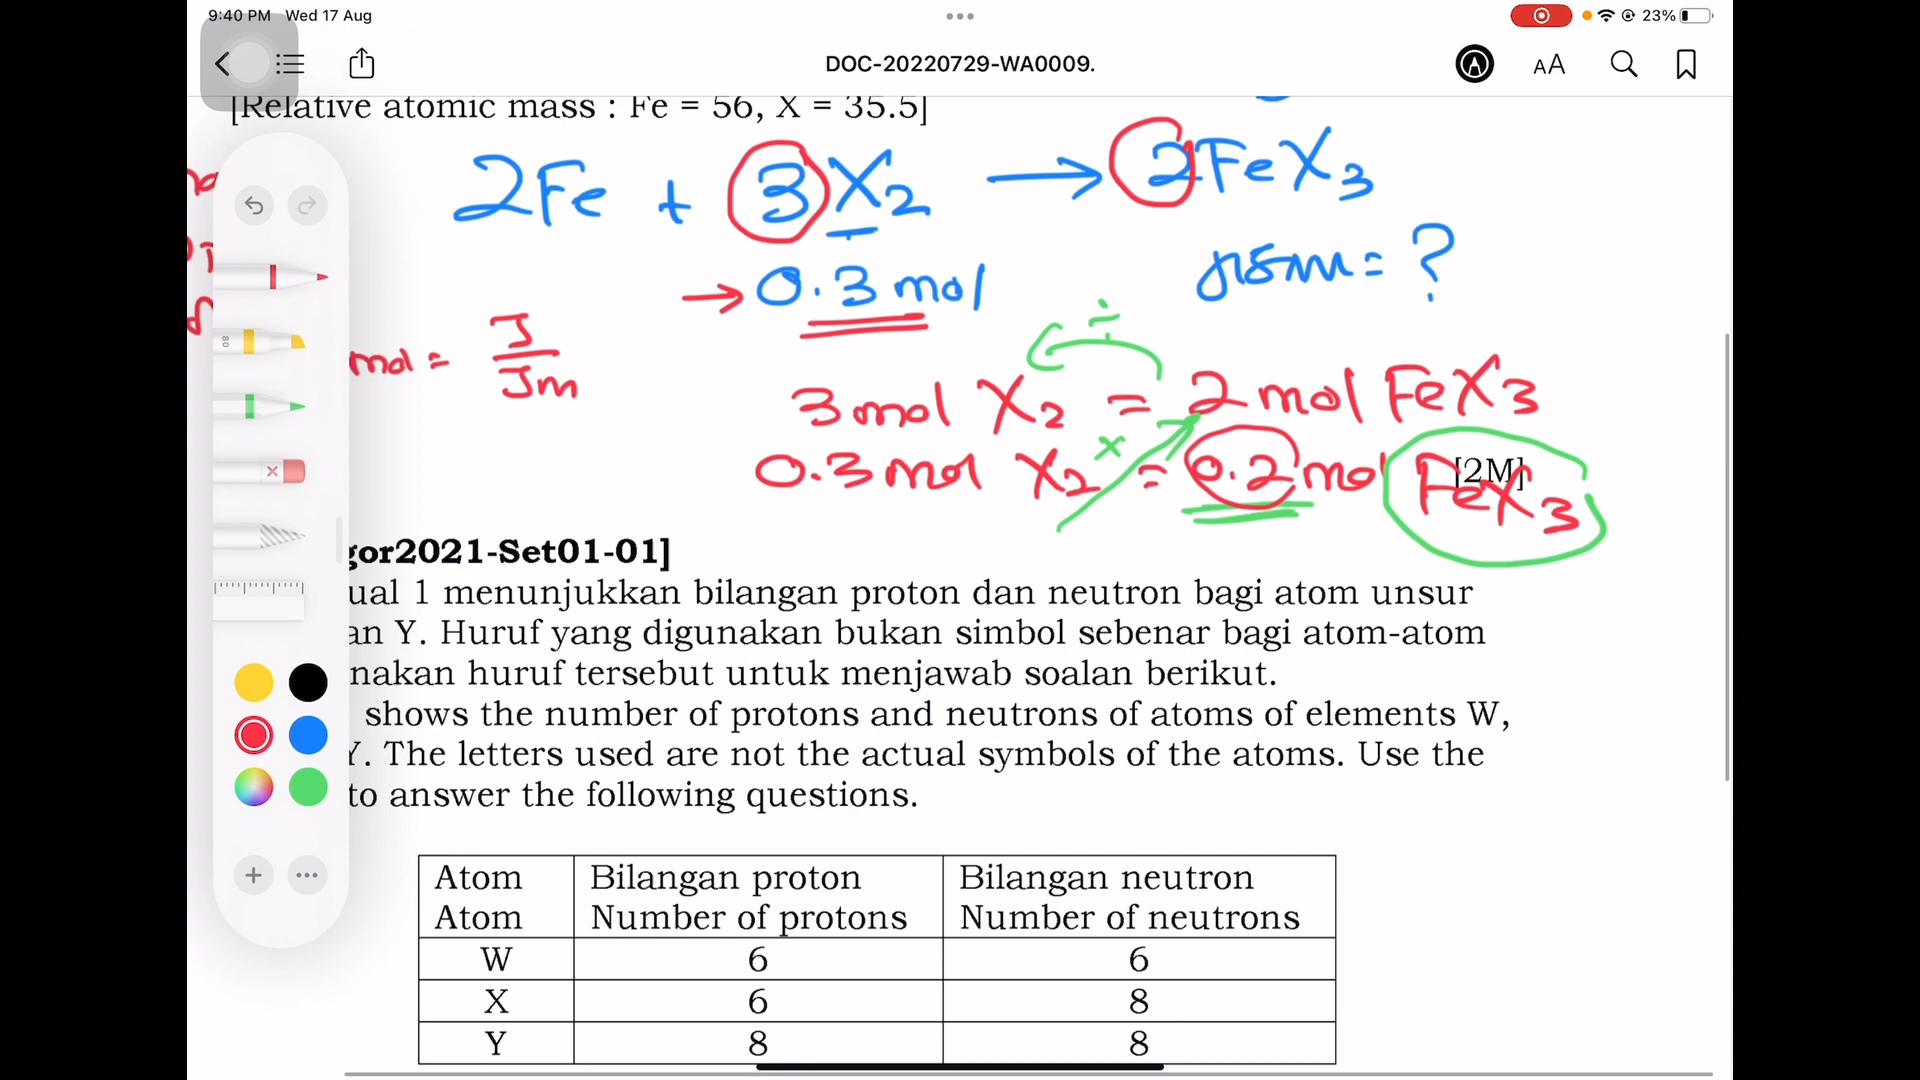 9:40 PM Wed 17 Aug
23%
DOC-20220729-WA0009.
AA
[Relative atomic mass : Fe = 56, X = 35.5]
2Fe + 3X₂ → 2FeX₃
→ 0.3 mol
= ?
mol = J/Jm
÷
3 mol X₂ = 2 mol FeX₃
×
0.3 mol X₂ = 0.2 mol FeX₃
[2M]
gor2021-Set01-01]
ual 1 menunjukkan bilangan proton dan neutron bagi atom unsur
an Y. Huruf yang digunakan bukan simbol sebenar bagi atom-atom
nakan huruf tersebut untuk menjawab soalan berikut.
shows the number of protons and neutrons of atoms of elements W,
Y. The letters used are not the actual symbols of the atoms. Use the
to answer the following questions.
Atom Bilangan proton Bilangan neutron
Atom Number of protons Number of neutrons
W 6 6
X 6 8
Y 8 8
80